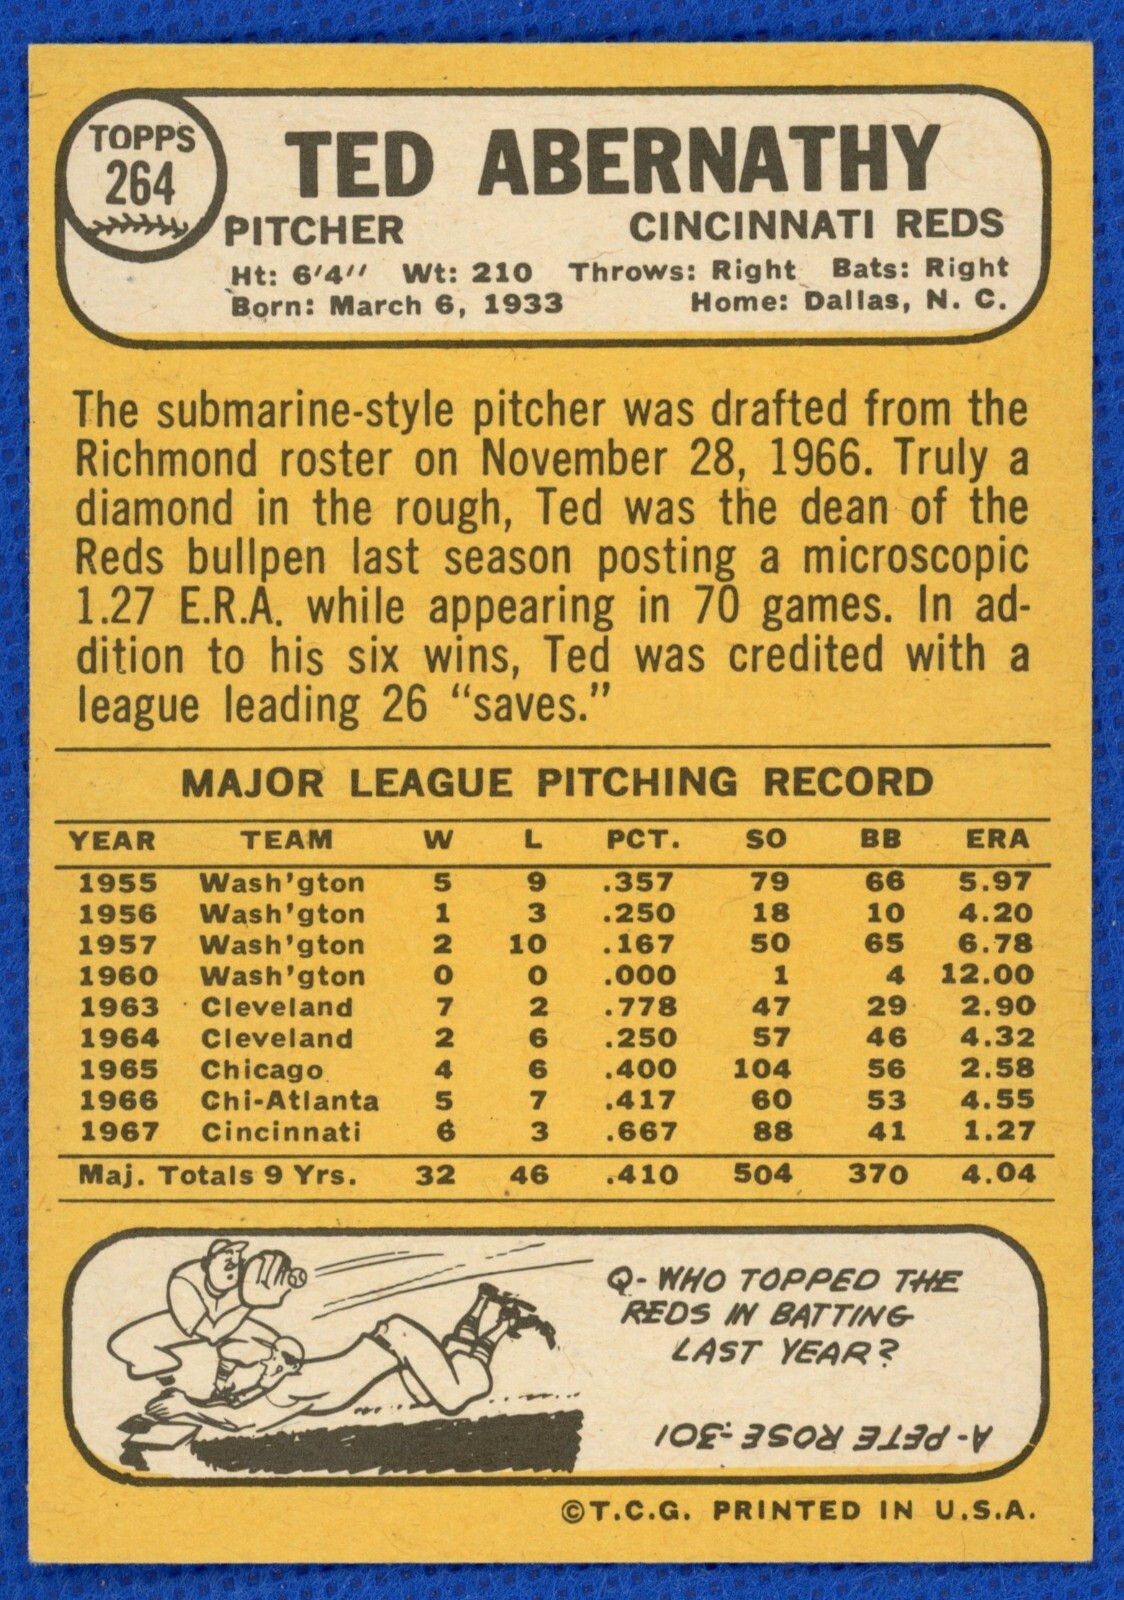 TOPPS
264
TED ABERNATHY
PITCHER CINCINNATI REDS
Ht: 6'4'' Wt: 210 Throws: Right Bats: Right
Born: March 6, 1933 Home: Dallas, N. C.
The submarine-style pitcher was drafted from the
Richmond roster on November 28, 1966. Truly a
diamond in the rough, Ted was the dean of the
Reds bullpen last season posting a microscopic
1.27 E.R.A. while appearing in 70 games. In ad-
dition to his six wins, Ted was credited with a
league leading 26 “saves.”
MAJOR LEAGUE PITCHING RECORD
YEAR TEAM W L PCT. SO BB ERA
1955 Wash'gton 5 9 .357 79 66 5.97
1956 Wash'gton 1 3 .250 18 10 4.20
1957 Wash'gton 2 10 .167 50 65 6.78
1960 Wash'gton 0 0 .000 1 4 12.00
1963 Cleveland 7 2 .778 47 29 2.90
1964 Cleveland 2 6 .250 57 46 4.32
1965 Chicago 4 6 .400 104 56 2.58
1966 Chi-Atlanta 5 7 .417 60 53 4.55
1967 Cincinnati 6 3 .667 88 41 1.27
Maj. Totals 9 Yrs. 32 46 .410 504 370 4.04
Q- WHO TOPPED THE
REDS IN BATTING
LAST YEAR?
A- PETE ROSE-.301
©T.C.G. PRINTED IN U.S.A.